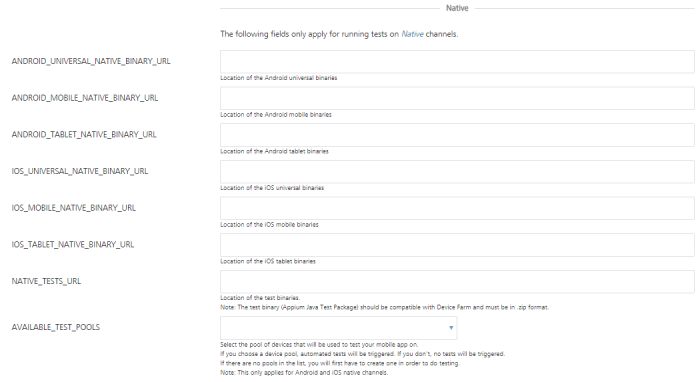 Native
The following fields only apply for running tests on Native channels.
ANDROID_UNIVERSAL_NATIVE_BINARY_URL
Location of the Android universal binaries
ANDROID_MOBILE_NATIVE_BINARY_URL
Location of the Android mobile binaries
ANDROID_TABLET_NATIVE_BINARY_URL
Location of the Android tablet binaries
IOS_UNIVERSAL_NATIVE_BINARY_URL
Location of the iOS universal binaries
IOS_MOBILE_NATIVE_BINARY_URL
Location of the iOS mobile binaries
IOS_TABLET_NATIVE_BINARY_URL
Location of the iOS tablet binaries
NATIVE_TESTS_URL
Location of the test binaries.
Note: The test binary (Appium Java Test Package) should be compatible with Device Farm and must be in .zip format.
AVAILABLE_TEST_POOLS
Select the pool of devices that will be used to test your mobile app on.
If you choose a device pool, automated tests will be triggered. If you don't, no tests will be triggered.
If there are no pools in the list, you will first have to create one in order to do testing.
Note: This only applies for Android and iOS native channels.